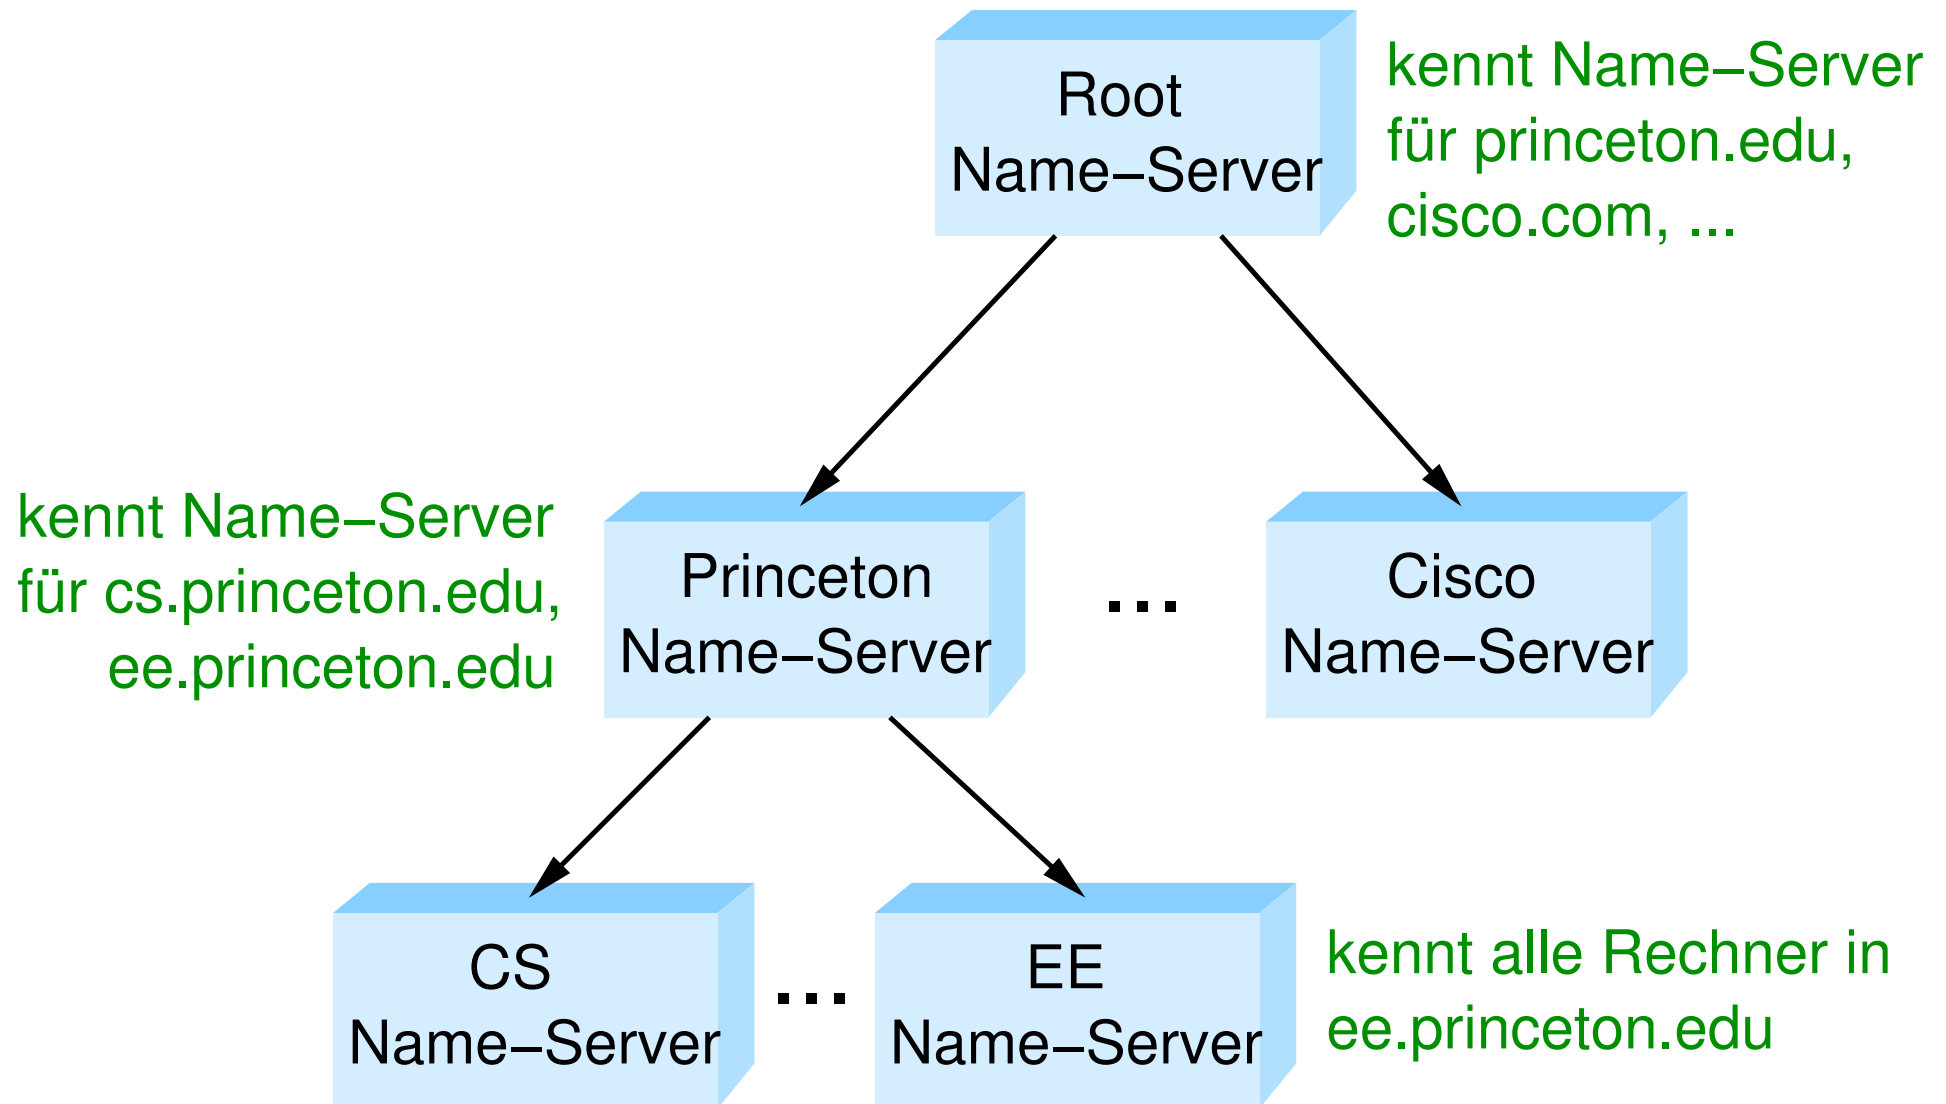 Root
Name–Server
kennt Name–Server
für princeton.edu,
cisco.com, ...
kennt Name–Server
für cs.princeton.edu,
ee.princeton.edu
Princeton
Name–Server
...
Cisco
Name–Server
CS
Name–Server
...
EE
Name–Server
kennt alle Rechner in
ee.princeton.edu